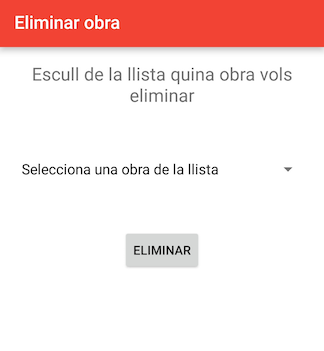 Eliminar obra
Escull de la llista quina obra vols
eliminar
Selecciona una obra de la llista
ELIMINAR